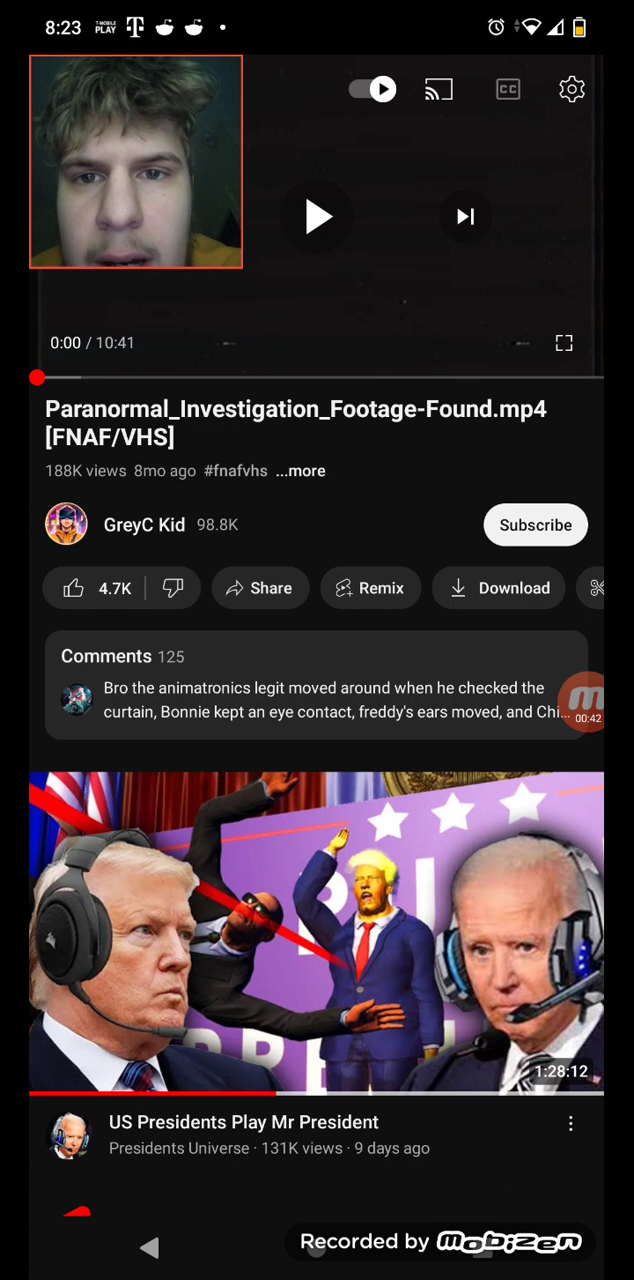 8:23
T-MOBILE
PLAY
T
CC
0:00 / 10:41
Paranormal_Investigation_Footage-Found.mp4
[FNAF/VHS]
188K views 8mo ago #fnafvhs ...more
GreyC Kid 98.8K
Subscribe
4.7K
Share
Remix
Download
Comments 125
Bro the animatronics legit moved around when he checked the
curtain, Bonnie kept an eye contact, freddy's ears moved, and Chi...
00:42
1:28:12
US Presidents Play Mr President
Presidents Universe · 131K views · 9 days ago
Recorded by mobizen